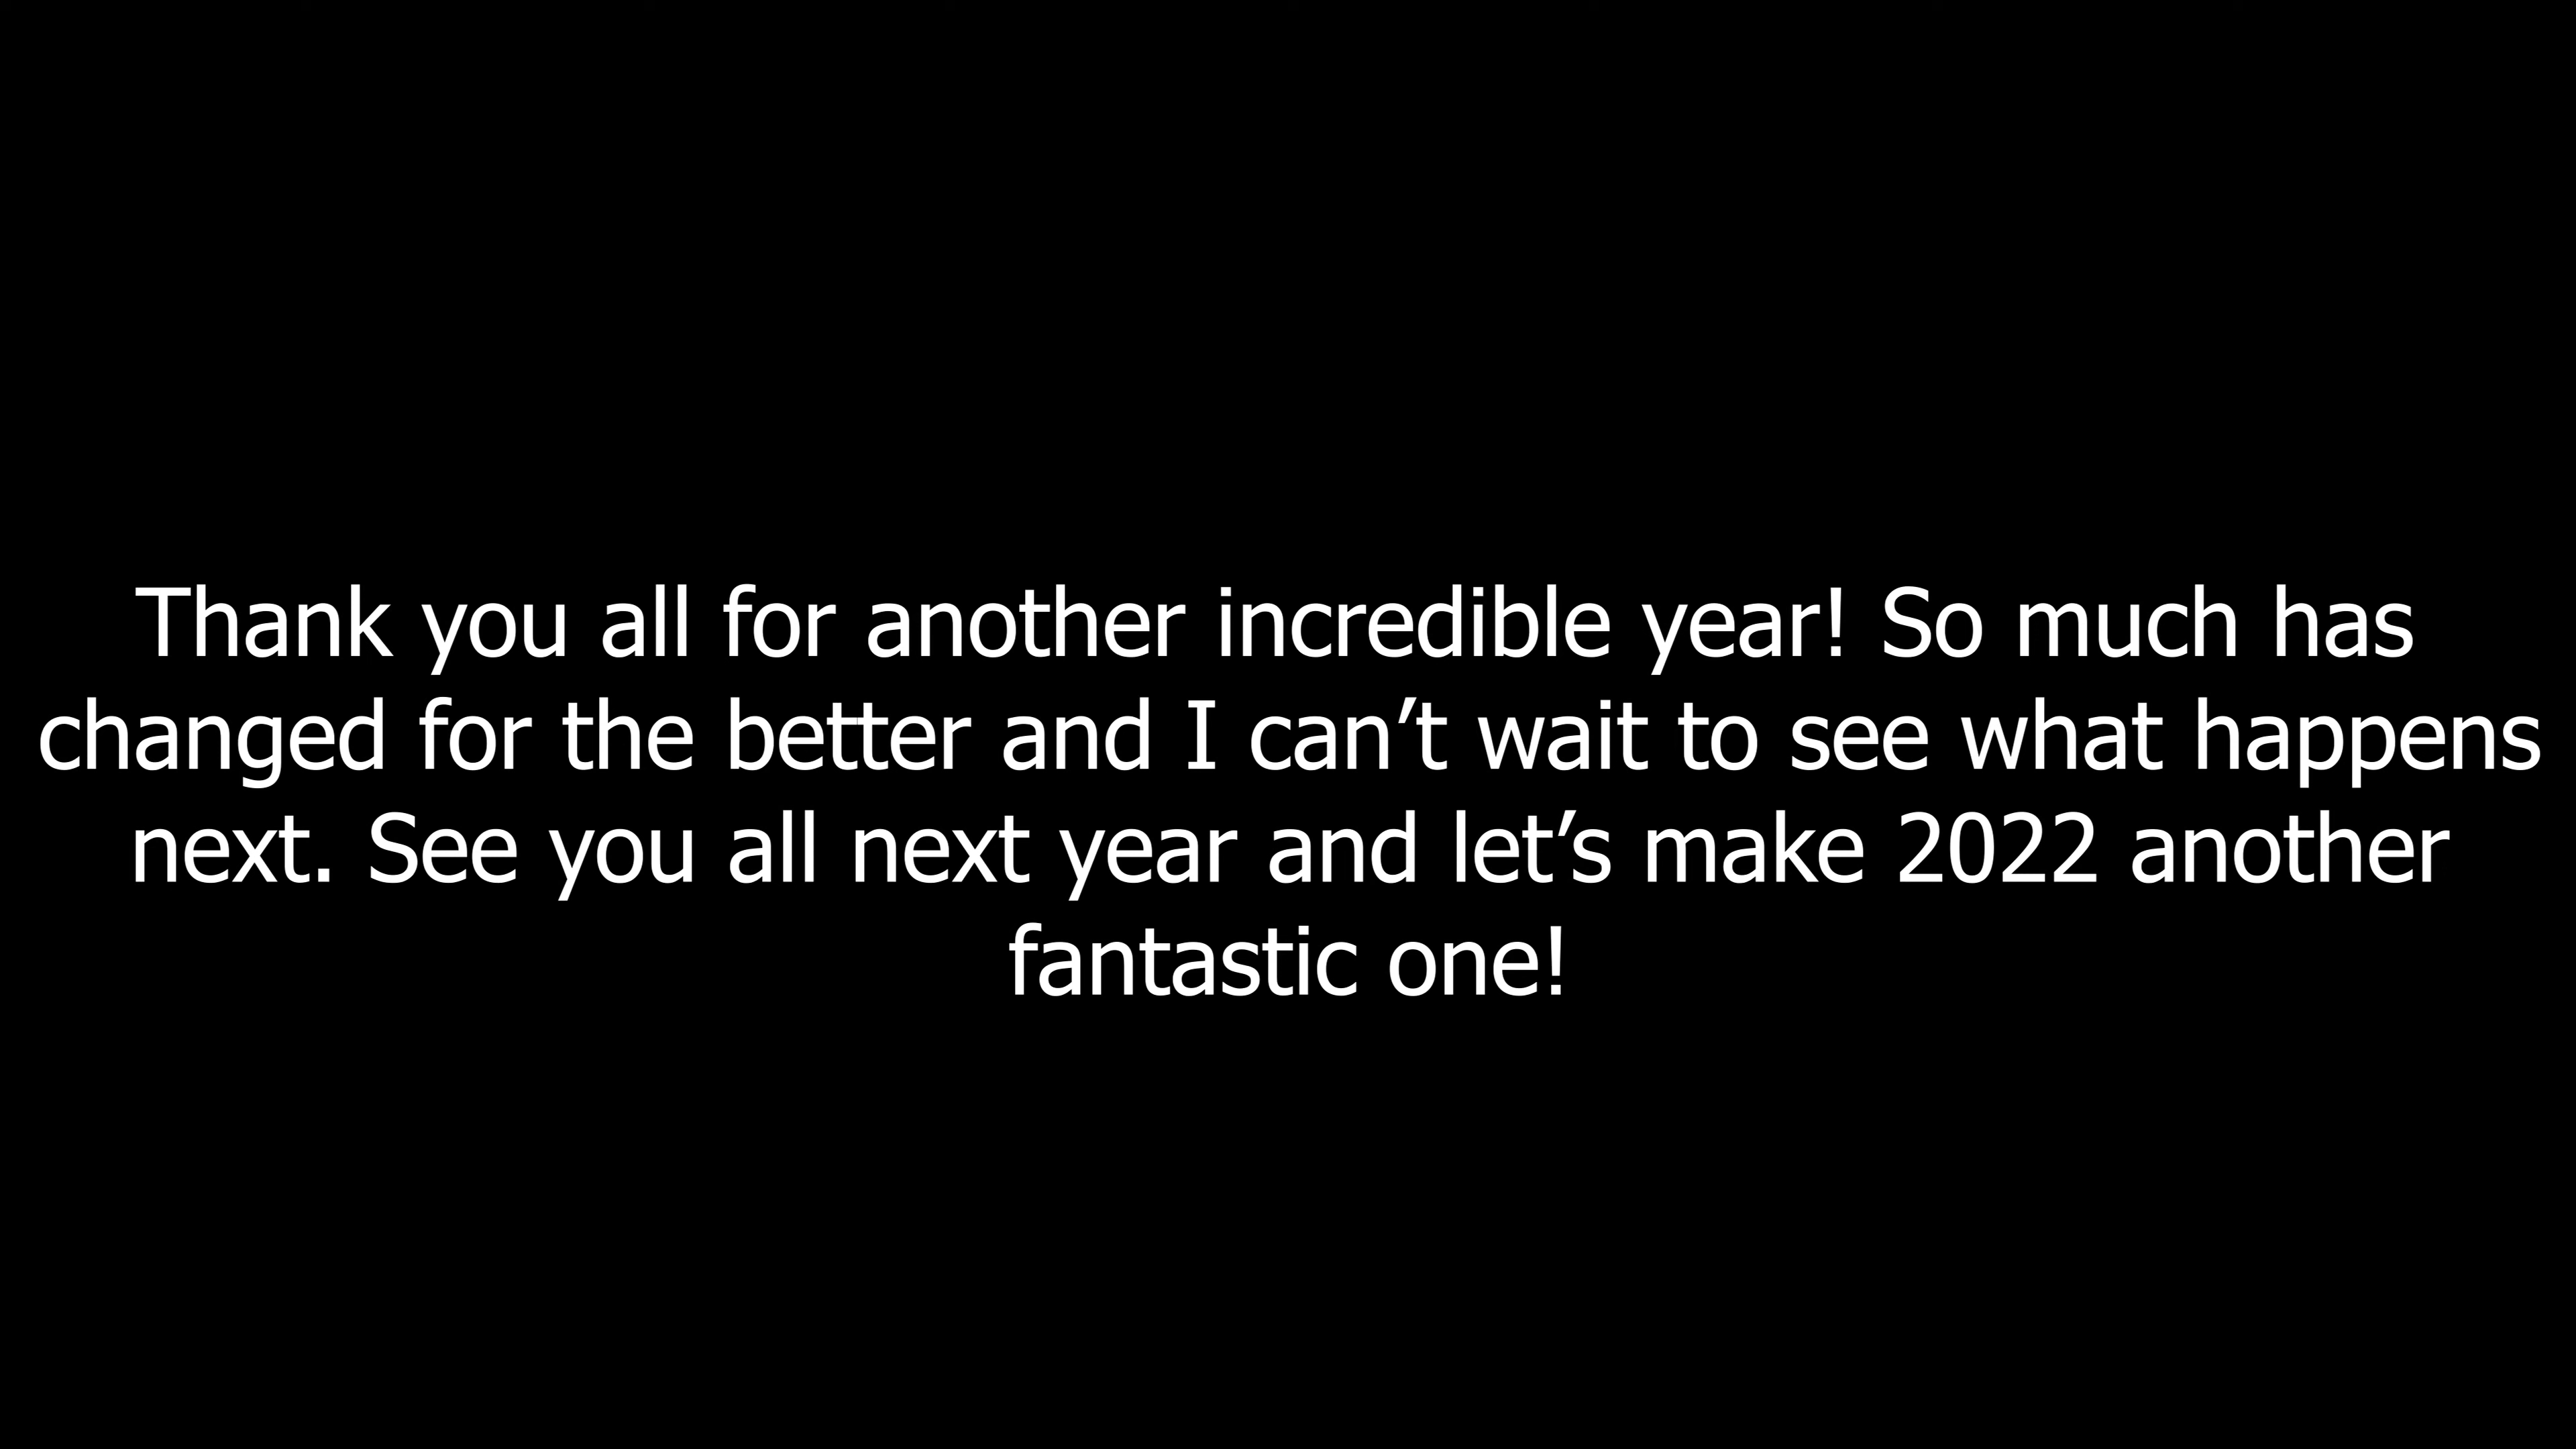 Thank you all for another incredible year! So much has
changed for the better and I can’t wait to see what happens
next. See you all next year and let’s make 2022 another
fantastic one!